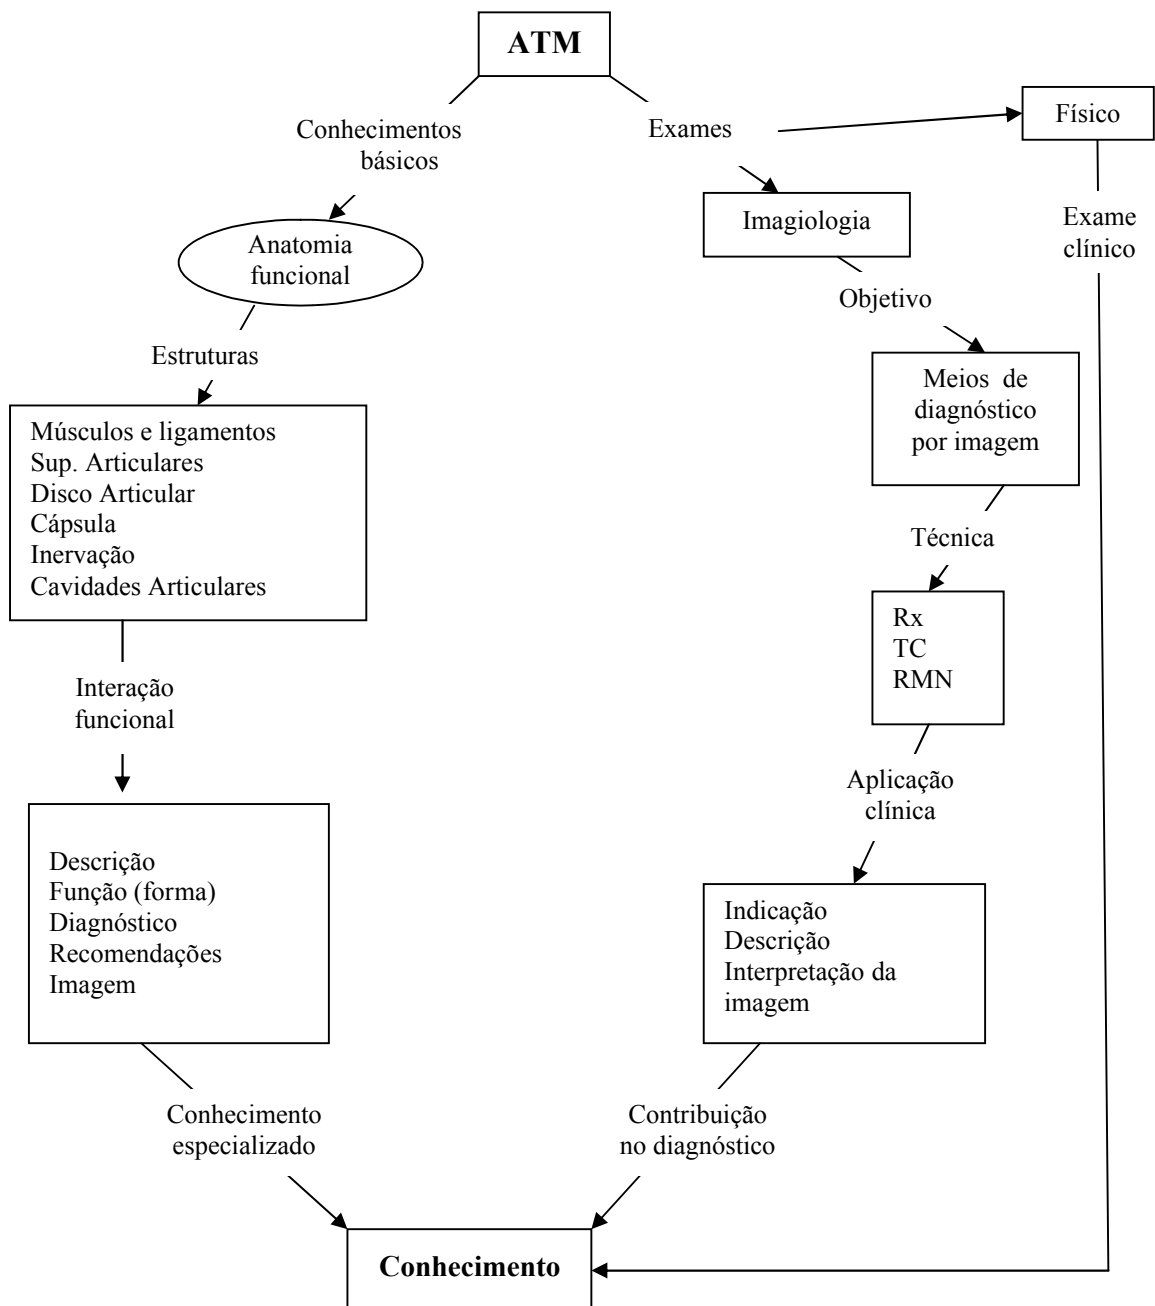 ATM
Conhecimentos
básicos
Exames
Físico
Anatomia
funcional
Imagiologia
Exame
clínico
Objetivo
Estruturas
Meios de
diagnóstico
por imagem
Músculos e ligamentos
Sup. Articulares
Disco Articular
Cápsula
Inervação
Cavidades Articulares
Técnica
Rx
TC
RMN
Interação
funcional
Aplicação
clínica
Descrição
Função (forma)
Diagnóstico
Recomendações
Imagem
Indicação
Descrição
Interpretação da
imagem
Conhecimento
especializado
Contribuição
no diagnóstico
Conhecimento